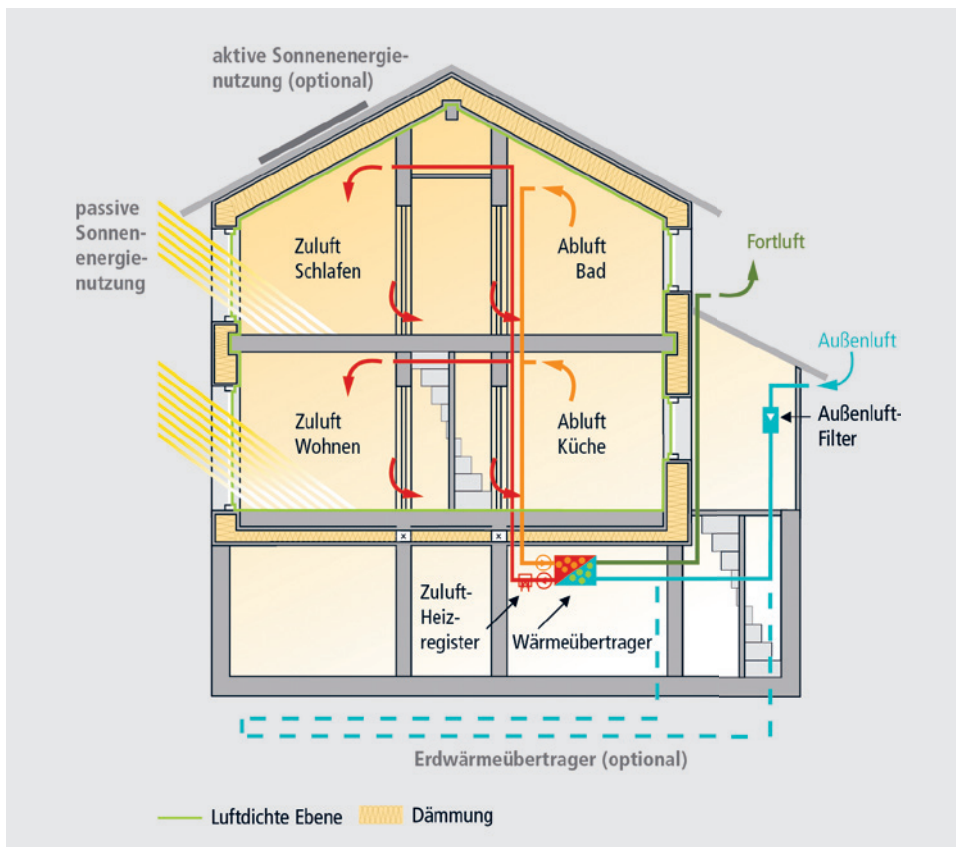 aktive Sonnenenergie-
nutzung (optional)
passive
Sonnen-
energie-
nutzung
Zuluft
Schlafen
Abluft
Bad
Fortluft
Außenluft
Zuluft
Wohnen
Abluft
Küche
Außenluft-
Filter
x
x
Zuluft-
Heiz-
register
Wärmeübertrager
Erdwärmeübertrager (optional)
Luftdichte Ebene
Dämmung